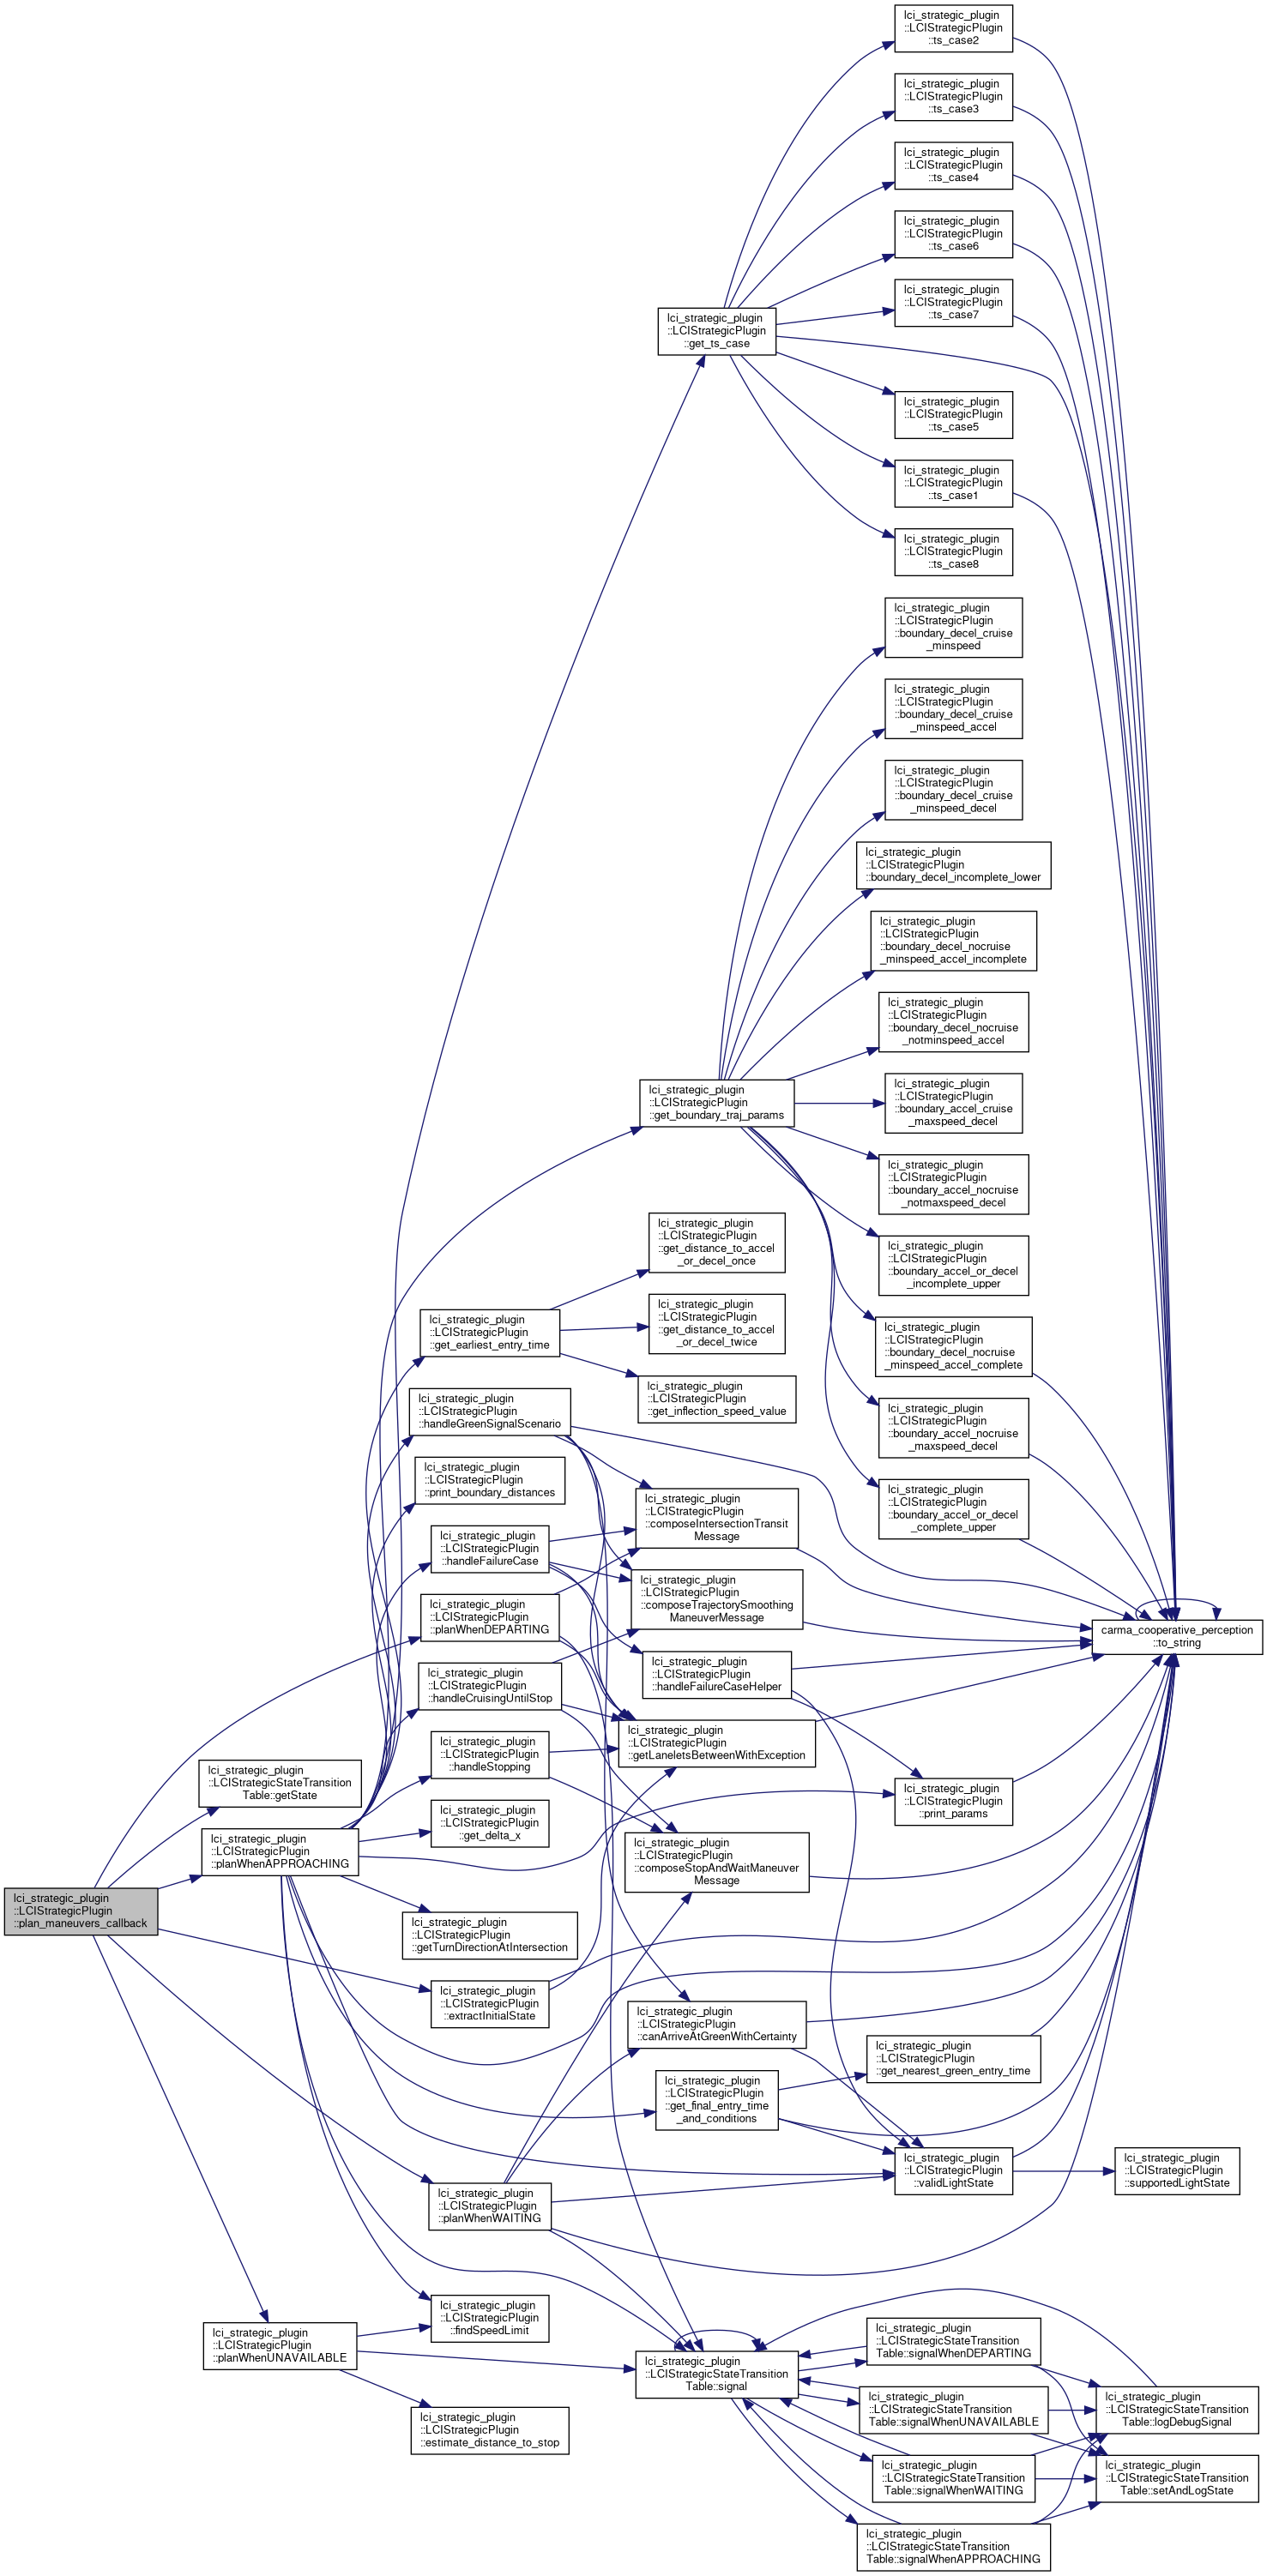 lci_strategic_plugin
::LCIStrategicPlugin
::ts_case2
lci_strategic_plugin
::LCIStrategicPlugin
::ts_case3
lci_strategic_plugin
::LCIStrategicPlugin
::ts_case4
lci_strategic_plugin
::LCIStrategicPlugin
::ts_case6
lci_strategic_plugin
::LCIStrategicPlugin
::ts_case7
lci_strategic_plugin
::LCIStrategicPlugin
::get_ts_case
lci_strategic_plugin
::LCIStrategicPlugin
::ts_case5
lci_strategic_plugin
::LCIStrategicPlugin
::ts_case1
lci_strategic_plugin
::LCIStrategicPlugin
::ts_case8
lci_strategic_plugin
::LCIStrategicPlugin
::boundary_decel_cruise
_minspeed
lci_strategic_plugin
::LCIStrategicPlugin
::boundary_decel_cruise
_minspeed_accel
lci_strategic_plugin
::LCIStrategicPlugin
::boundary_decel_cruise
_minspeed_decel
lci_strategic_plugin
::LCIStrategicPlugin
::boundary_decel_incomplete_lower
lci_strategic_plugin
::LCIStrategicPlugin
::boundary_decel_nocruise
_minspeed_accel_incomplete
lci_strategic_plugin
::LCIStrategicPlugin
::boundary_decel_nocruise
_notminspeed_accel
lci_strategic_plugin
::LCIStrategicPlugin
::get_boundary_traj_params
lci_strategic_plugin
::LCIStrategicPlugin
::boundary_accel_cruise
_maxspeed_decel
lci_strategic_plugin
::LCIStrategicPlugin
::boundary_accel_nocruise
_notmaxspeed_decel
lci_strategic_plugin
::LCIStrategicPlugin
::get_distance_to_accel
_or_decel_once
lci_strategic_plugin
::LCIStrategicPlugin
::boundary_accel_or_decel
_incomplete_upper
lci_strategic_plugin
::LCIStrategicPlugin
::get_earliest_entry_time
lci_strategic_plugin
::LCIStrategicPlugin
::get_distance_to_accel
_or_decel_twice
lci_strategic_plugin
::LCIStrategicPlugin
::boundary_decel_nocruise
_minspeed_accel_complete
lci_strategic_plugin
::LCIStrategicPlugin
::get_inflection_speed_value
lci_strategic_plugin
::LCIStrategicPlugin
::handleGreenSignalScenario
lci_strategic_plugin
::LCIStrategicPlugin
::boundary_accel_nocruise
_maxspeed_decel
lci_strategic_plugin
::LCIStrategicPlugin
::print_boundary_distances
lci_strategic_plugin
::LCIStrategicPlugin
::boundary_accel_or_decel
_complete_upper
lci_strategic_plugin
::LCIStrategicPlugin
::composeIntersectionTransit
Message
lci_strategic_plugin
::LCIStrategicPlugin
::handleFailureCase
lci_strategic_plugin
::LCIStrategicPlugin
::composeTrajectorySmoothing
ManeuverMessage
lci_strategic_plugin
::LCIStrategicPlugin
::planWhenDEPARTING
carma_cooperative_perception
::to_string
lci_strategic_plugin
::LCIStrategicPlugin
::handleFailureCaseHelper
lci_strategic_plugin
::LCIStrategicPlugin
::handleCruisingUntilStop
lci_strategic_plugin
::LCIStrategicPlugin
::getLaneletsBetweenWithException
lci_strategic_plugin
::LCIStrategicPlugin
::handleStopping
lci_strategic_plugin
::LCIStrategicStateTransition
Table::getState
lci_strategic_plugin
::LCIStrategicPlugin
::print_params
lci_strategic_plugin
::LCIStrategicPlugin
::get_delta_x
lci_strategic_plugin
::LCIStrategicPlugin
::planWhenAPPROACHING
lci_strategic_plugin
::LCIStrategicPlugin
::composeStopAndWaitManeuver
Message
lci_strategic_plugin
::LCIStrategicPlugin
::plan_maneuvers_callback
lci_strategic_plugin
::LCIStrategicPlugin
::getTurnDirectionAtIntersection
lci_strategic_plugin
::LCIStrategicPlugin
::extractInitialState
lci_strategic_plugin
::LCIStrategicPlugin
::canArriveAtGreenWithCertainty
lci_strategic_plugin
::LCIStrategicPlugin
::get_nearest_green_entry_time
lci_strategic_plugin
::LCIStrategicPlugin
::get_final_entry_time
_and_conditions
lci_strategic_plugin
::LCIStrategicPlugin
::validLightState
lci_strategic_plugin
::LCIStrategicPlugin
::supportedLightState
lci_strategic_plugin
::LCIStrategicPlugin
::planWhenWAITING
lci_strategic_plugin
::LCIStrategicPlugin
::findSpeedLimit
lci_strategic_plugin
::LCIStrategicPlugin
::planWhenUNAVAILABLE
lci_strategic_plugin
::LCIStrategicStateTransition
Table::signalWhenDEPARTING
lci_strategic_plugin
::LCIStrategicStateTransition
Table::signal
lci_strategic_plugin
::LCIStrategicStateTransition
Table::signalWhenUNAVAILABLE
lci_strategic_plugin
::LCIStrategicStateTransition
Table::logDebugSignal
lci_strategic_plugin
::LCIStrategicPlugin
::estimate_distance_to_stop
lci_strategic_plugin
::LCIStrategicStateTransition
Table::signalWhenWAITING
lci_strategic_plugin
::LCIStrategicStateTransition
Table::setAndLogState
lci_strategic_plugin
::LCIStrategicStateTransition
Table::signalWhenAPPROACHING